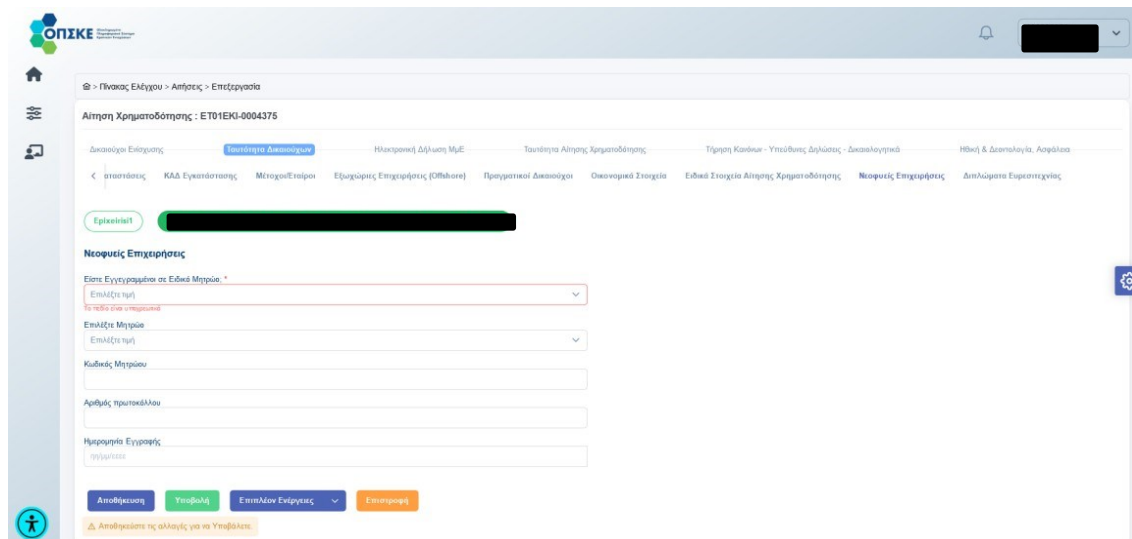 ΟΠΣΚΕ
> Πίνακας Ελέγχου > Αιτήσεις > Επεξεργασία
Αίτηση Χρηματοδότησης : ΕΤ01ΕΚΙ-0004375
Δικαιούχοι Ενίσχυσης Ταυτότητα Δικαιούχων Ηλεκτρονική Δήλωση ΜμΕ Ταυτότητα Αίτησης Χρηματοδότησης Τήρηση Κανόνων - Υπεύθυνες Δηλώσεις - Δικαιολογητικά Ηθική & Δεοντολογία, Ασφάλεια
αταστάσεις ΚΑΔ Εγκατάστασης Μέτοχοι/Εταίροι Εξωχώριες Επιχειρήσεις (Offshore) Πραγματικοί Δικαιούχοι Οικονομικά Στοιχεία Ειδικά Στοιχεία Αίτησης Χρηματοδότησης Νεοφυείς Επιχειρήσεις Διπλώματα Ευρεσιτεχνίας
Epixeirisi1
Νεοφυείς Επιχειρήσεις
Είστε Εγγεγραμμένοι σε Ειδικό Μητρώο; *
Επιλέξτε τιμή
Το πεδίο είναι υποχρεωτικό
Επιλέξτε Μητρώο
Επιλέξτε τιμή
Κωδικός Μητρώου
Αριθμός πρωτοκόλλου
Ημερομηνία Εγγραφής
ηη/μμ/εεεε
Αποθήκευση Υποβολή Επιπλέον Ενέργειες Επιστροφή
Αποθηκεύστε τις αλλαγές για να Υποβάλετε.